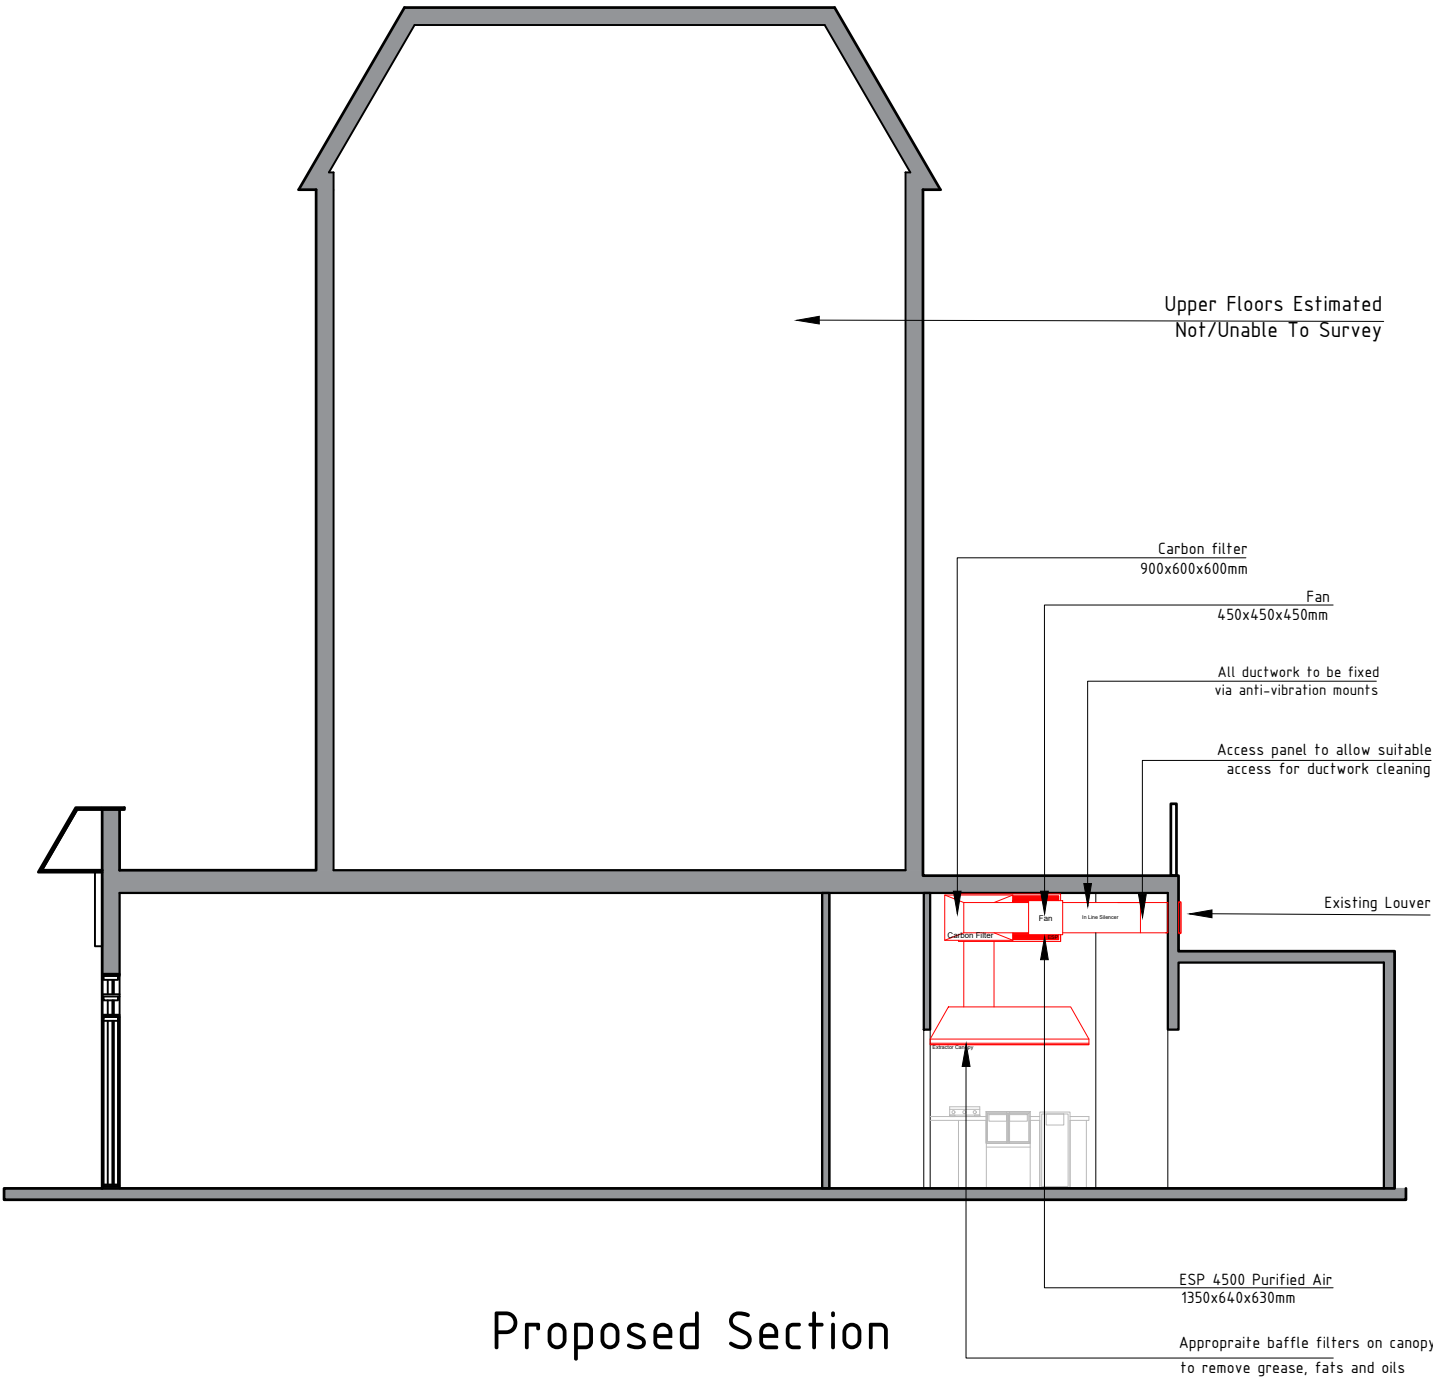 Upper Floors Estimated
Not/Unable To Survey
Carbon filter
900x600x600mm
Fan
450x450x450mm
All ductwork to be fixed
via anti-vibration mounts
Access panel to allow suitable
access for ductwork cleaning
Existing Louver
Fan
In Line Silencer
Carbon Filter
Extractor Canopy
ESP 4500 Purified Air
1350x640x630mm
Appropraite baffle filters on canopy
to remove grease, fats and oils
Proposed Section